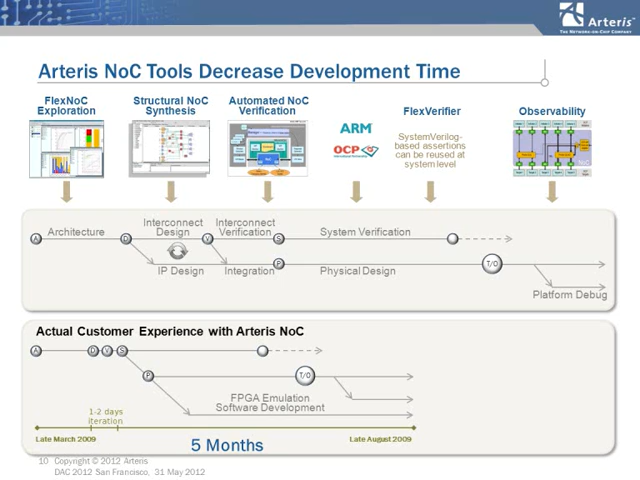 Arteris
THE NETWORK-ON-CHIP COMPANY
Arteris NoC Tools Decrease Development Time
FlexNoC
Exploration
Structural NoC
Synthesis
Automated NoC
Verification
FlexVerifier
Observability
ARM
OCP
SystemVerilog-
based assertions
can be reused at
system level
Interconnect
Design
Interconnect
Verification
A
Architecture
D
V
S
System Verification
IP Design
Integration
P
Physical Design
T/O
Platform Debug
Actual Customer Experience with Arteris NoC
A
D
V
S
P
T/O
FPGA Emulation
Software Development
1-2 days
iteration
Late March 2009
5 Months
Late August 2009
10 Copyright © 2012 Arteris
DAC 2012 San Francisco, 31 May 2012